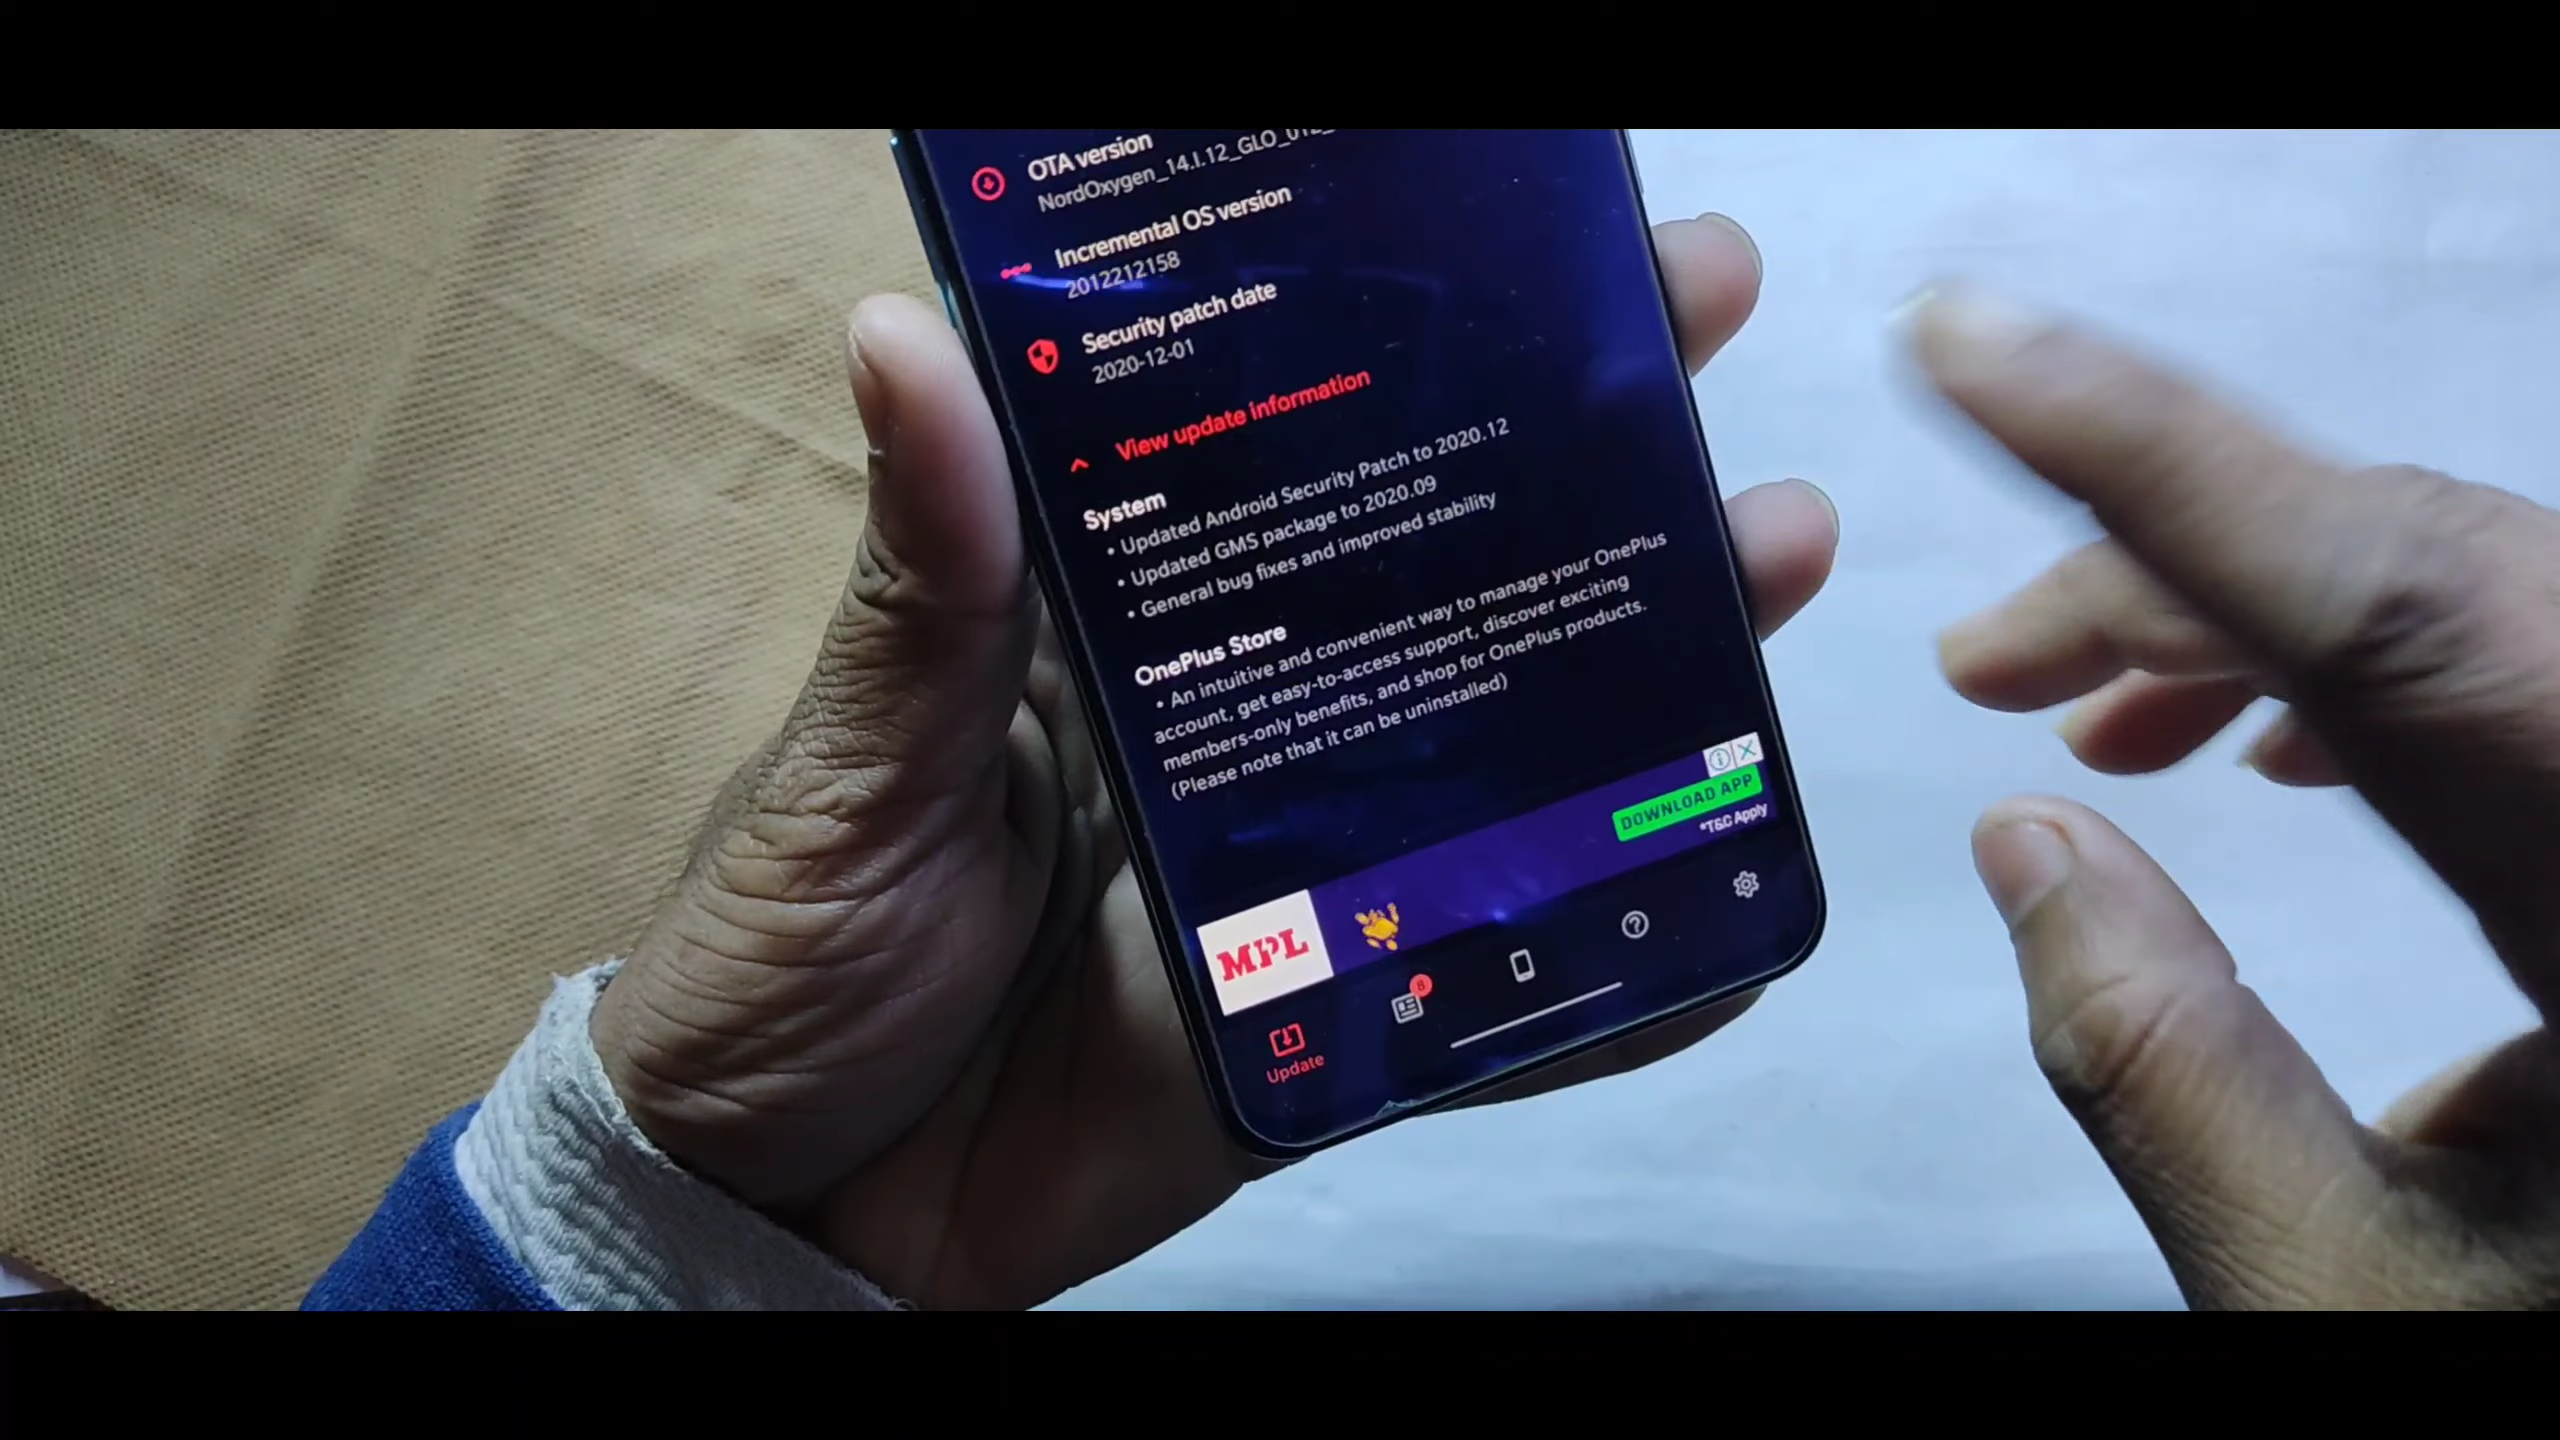 OTA version
NordOxygen_14.I.12_GLO_012_
Incremental OS version
2012212158
Security patch date
2020-12-01
View update information
System
• Updated Android Security Patch to 2020.12
• Updated GMS package to 2020.09
• General bug fixes and improved stability
OnePlus Store
• An intuitive and convenient way to manage your OnePlus
account, get easy-to-access support, discover exciting
members-only benefits, and shop for OnePlus products.
(Please note that it can be uninstalled)
DOWNLOAD APP
*T&C Apply
MPL
8
Update